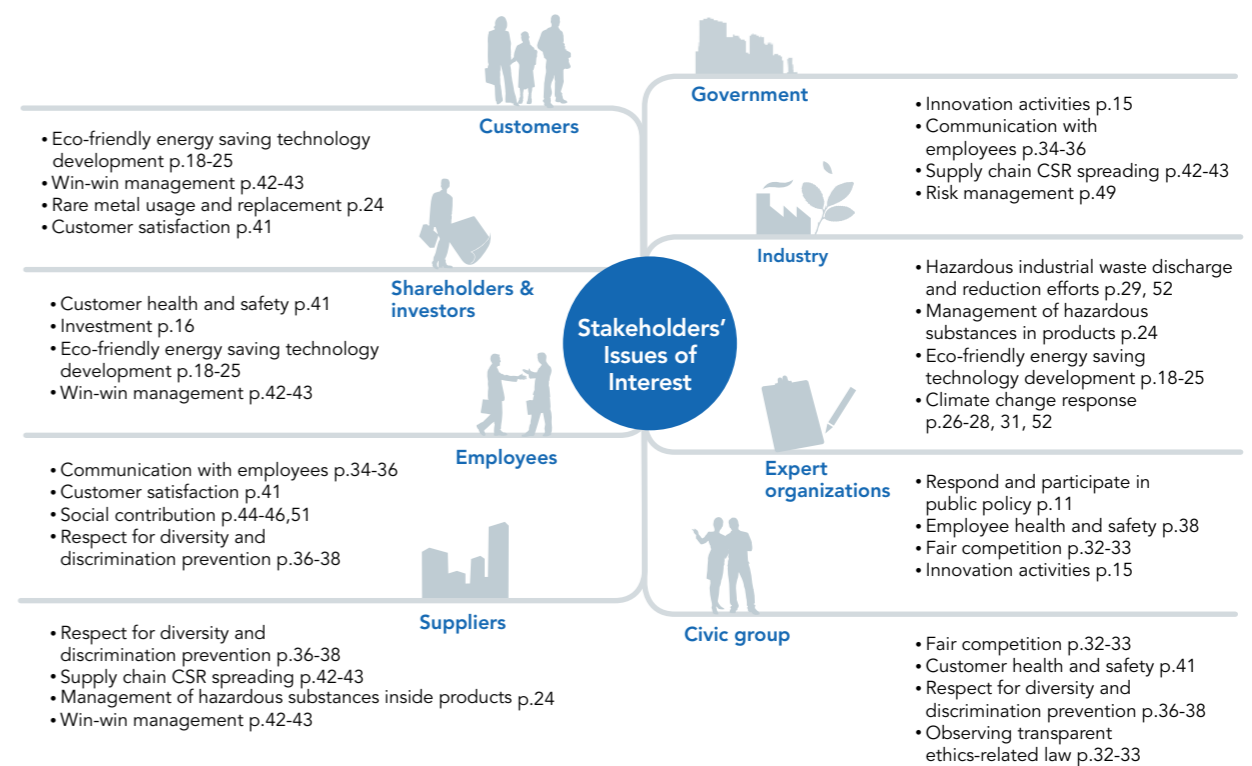 Customers
• Eco-friendly energy saving technology
development p.18-25
• Win-win management p.42-43
• Rare metal usage and replacement p.24
• Customer satisfaction p.41
Shareholders &
investors
• Customer health and safety p.41
• Investment p.16
• Eco-friendly energy saving technology
development p.18-25
• Win-win management p.42-43
Employees
• Communication with employees p.34-36
• Customer satisfaction p.41
• Social contribution p.44-46,51
• Respect for diversity and
discrimination prevention p.36-38
Suppliers
• Respect for diversity and
discrimination prevention p.36-38
• Supply chain CSR spreading p.42-43
• Management of hazardous substances inside products p.24
• Win-win management p.42-43
Stakeholders’
Issues of
Interest
Government
• Innovation activities p.15
• Communication with
employees p.34-36
• Supply chain CSR spreading p.42-43
• Risk management p.49
Industry
• Hazardous industrial waste discharge
and reduction efforts p.29, 52
• Management of hazardous
substances in products p.24
• Eco-friendly energy saving
technology development p.18-25
• Climate change response
p.26-28, 31, 52
Expert
organizations
• Respond and participate in
public policy p.11
• Employee health and safety p.38
• Fair competition p.32-33
• Innovation activities p.15
Civic group
• Fair competition p.32-33
• Customer health and safety p.41
• Respect for diversity and
discrimination prevention p.36-38
• Observing transparent
ethics-related law p.32-33